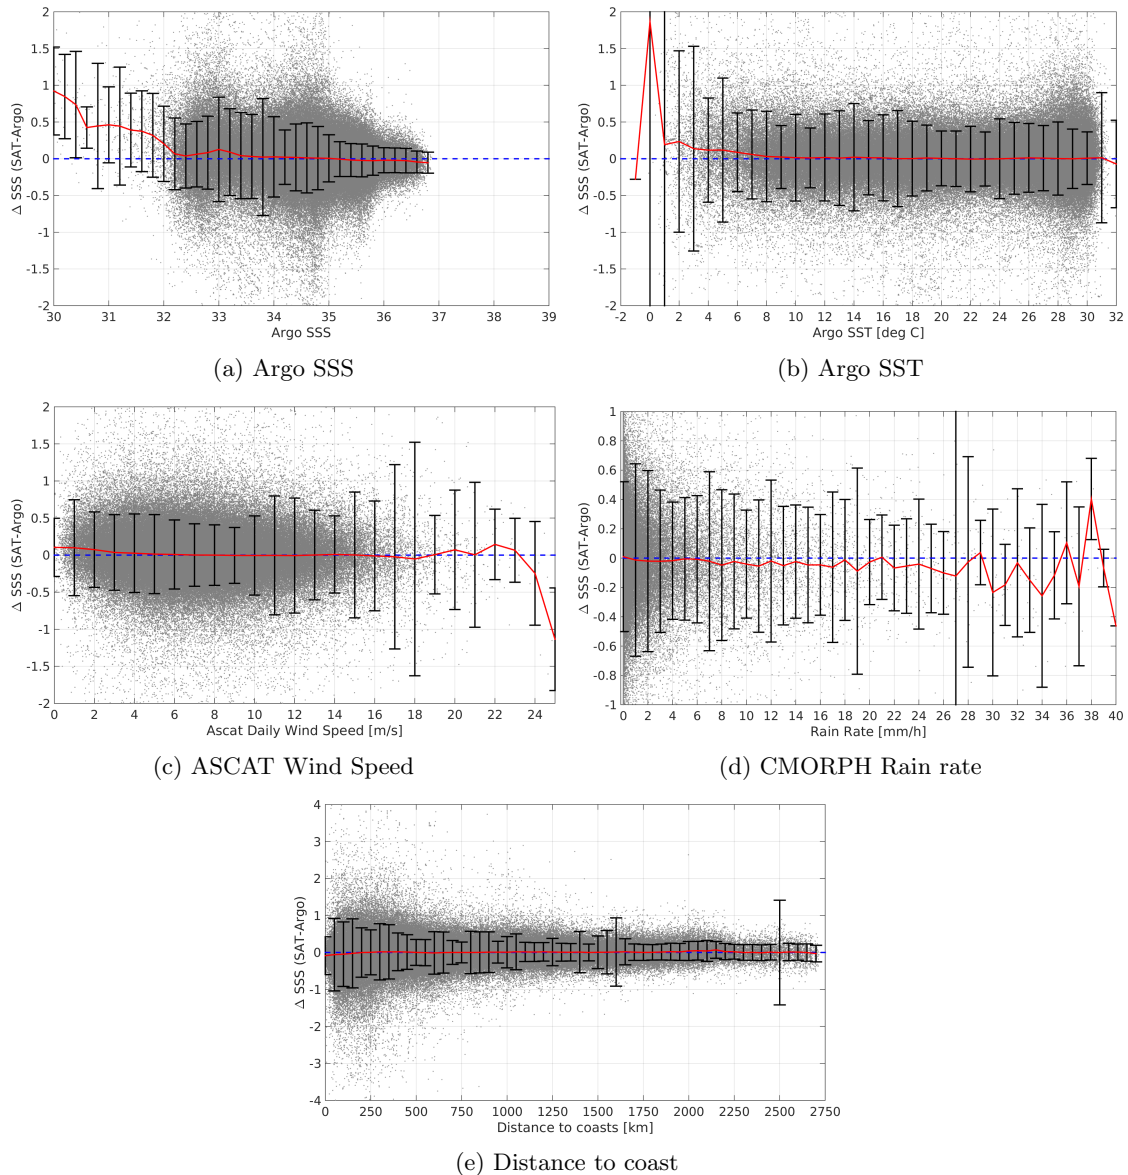 2
1.5
1
0.5
0
-0.5
-1
-1.5
-2
Δ SSS (SAT-Argo)
30 31 32 33 34 35 36 37 38 39
Argo SSS
(a) Argo SSS
2
1.5
1
0.5
0
-0.5
-1
-1.5
-2
Δ SSS (SAT-Argo)
-2 0 2 4 6 8 10 12 14 16 18 20 22 24 26 28 30 32
Argo SST [deg C]
(b) Argo SST
2
1.5
1
0.5
0
-0.5
-1
-1.5
-2
Δ SSS (SAT-Argo)
0 2 4 6 8 10 12 14 16 18 20 22 24
Ascat Daily Wind Speed [m/s]
(c) ASCAT Wind Speed
1
0.8
0.6
0.4
0.2
0
-0.2
-0.4
-0.6
-0.8
-1
Δ SSS (SAT-Argo)
0 2 4 6 8 10 12 14 16 18 20 22 24 26 28 30 32 34 36 38 40
Rain Rate [mm/h]
(d) CMORPH Rain rate
4
3
2
1
0
-1
-2
-3
-4
Δ SSS (SAT-Argo)
0 250 500 750 1000 1250 1500 1750 2000 2250 2500 2750
Distance to coasts [km]
(e) Distance to coast